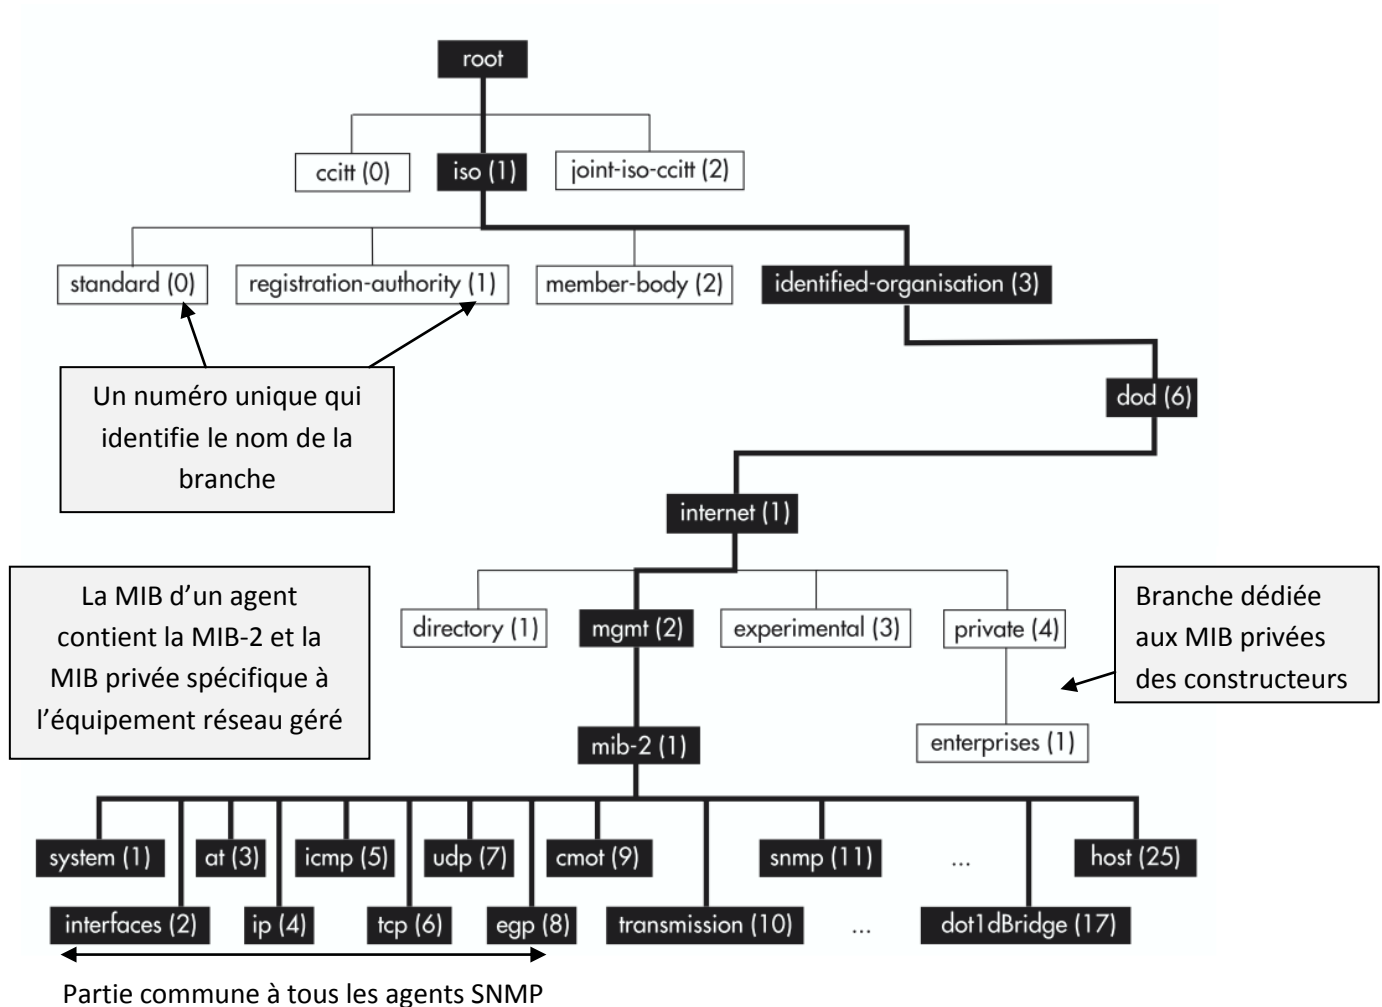 root
ccitt (0)
iso (1)
joint-iso-ccitt (2)
standard (0)
registration-authority (1)
member-body (2)
identified-organisation (3)
Un numéro unique qui
identifie le nom de la
branche
dod (6)
internet (1)
La MIB d’un agent
contient la MIB-2 et la
MIB privée spécifique à
l’équipement réseau géré
directory (1)
mgmt (2)
experimental (3)
private (4)
Branche dédiée
aux MIB privées
des constructeurs
mib-2 (1)
enterprises (1)
system (1)
at (3)
icmp (5)
udp (7)
cmot (9)
snmp (11)
...
host (25)
interfaces (2)
ip (4)
tcp (6)
egp (8)
transmission (10)
...
dot1dBridge (17)
Partie commune à tous les agents SNMP